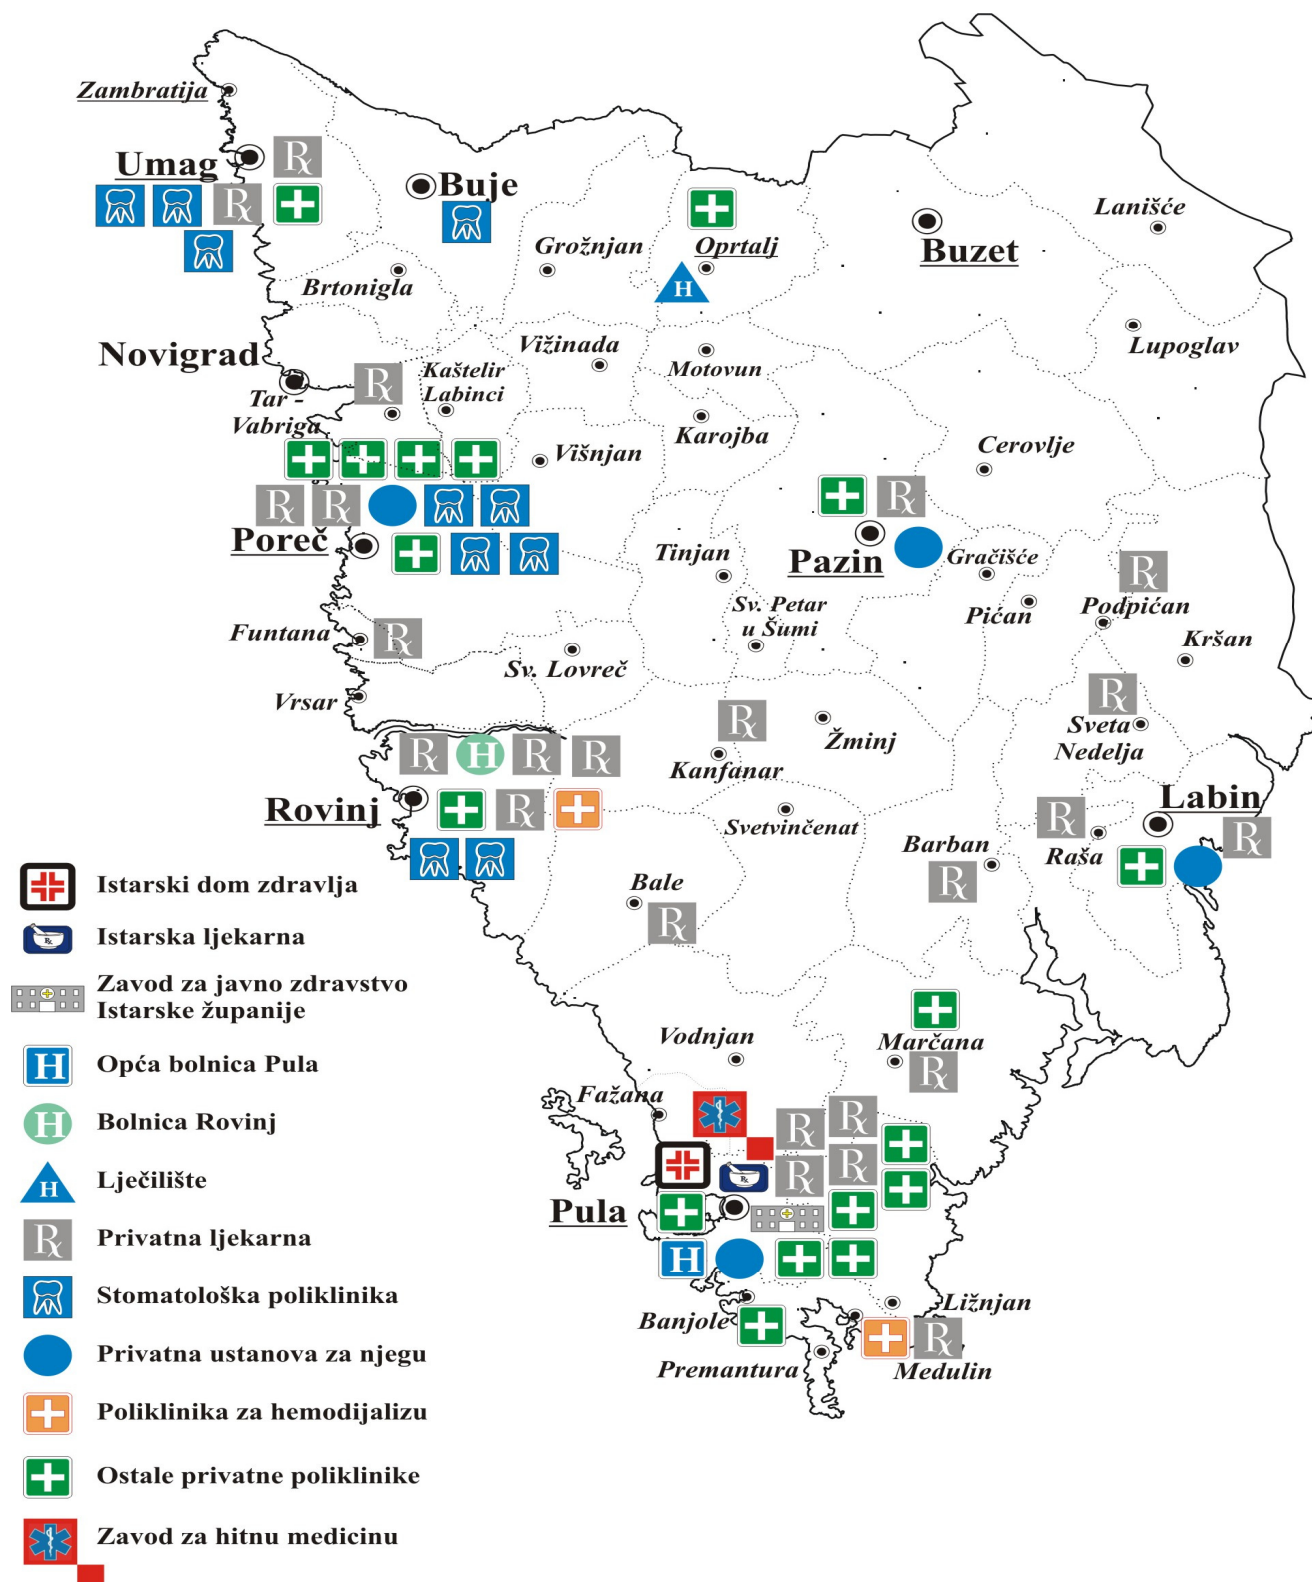 Zambratija
Umag
Buje
Lanišće
Grožnjan
Oprtalj
Buzet
Brtonigla
H
Novigrad
Vižinada
Lupoglav
Kaštelir
Labinci
Motovun
Tar -
Vabriga
Karojba
Višnjan
Cerovlje
Poreč
Pazin
Tinjan
Gračišće
Sv. Petar
u Šumi
Pićan
Podpićan
Funtana
Kršan
Sv. Lovreč
Vrsar
Žminj
Sveta
Nedelja
H
Kanfanar
Rovinj
Labin
Svetvinčenat
Barban
Raša
Bale
Istarski dom zdravlja
Istarska ljekarna
Zavod za javno zdravstvo
Istarske županije
Vodnjan
Marčana
H
Opća bolnica Pula
Fažana
H
Bolnica Rovinj
H
Lječilište
Pula
Rx
Privatna ljekarna
H
Stomatološka poliklinika
Banjole
Ližnjan
Privatna ustanova za njegu
Premantura
Medulin
Poliklinika za hemodijalizu
Ostale privatne poliklinike
Zavod za hitnu medicinu